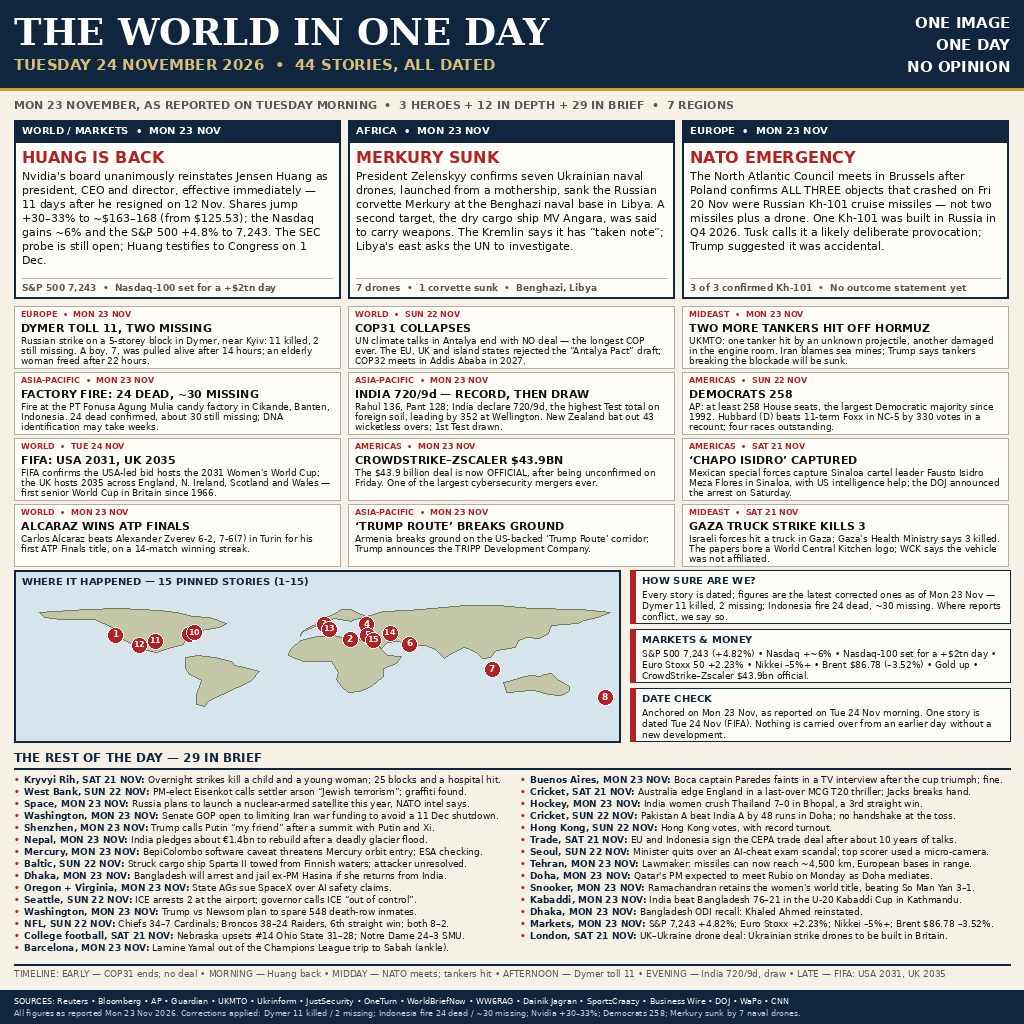 THE WORLD IN ONE DAY
TUESDAY 24 NOVEMBER 2026 • 44 STORIES, ALL DATED
ONE IMAGE
ONE DAY
NO OPINION
MON 23 NOVEMBER, AS REPORTED ON TUESDAY MORNING • 3 HEROES + 12 IN DEPTH + 29 IN BRIEF • 7 REGIONS
WORLD / MARKETS • MON 23 NOV
HUANG IS BACK
Nvidia's board unanimously reinstates Jensen Huang as
president, CEO and director, effective immediately —
11 days after he resigned on 12 Nov. Shares jump
+30–33% to ~$163–168 (from $125.53); the Nasdaq
gains ~6% and the S&P 500 +4.8% to 7,243. The SEC
probe is still open; Huang testifies to Congress on 1
Dec.
S&P 500 7,243 • Nasdaq-100 set for a +$2tn day
AFRICA • MON 23 NOV
MERKURY SUNK
President Zelenskyy confirms seven Ukrainian naval
drones, launched from a mothership, sank the Russian
corvette Merkury at the Benghazi naval base in Libya. A
second target, the dry cargo ship MV Angara, was said
to carry weapons. The Kremlin says it has “taken note”;
Libya's east asks the UN to investigate.
7 drones • 1 corvette sunk • Benghazi, Libya
EUROPE • MON 23 NOV
NATO EMERGENCY
The North Atlantic Council meets in Brussels after
Poland confirms ALL THREE objects that crashed on Fri
20 Nov were Russian Kh-101 cruise missiles — not two
missiles plus a drone. One Kh-101 was built in Russia in
Q4 2026. Tusk calls it a likely deliberate provocation;
Trump suggested it was accidental.
3 of 3 confirmed Kh-101 • No outcome statement yet
EUROPE • MON 23 NOV
DYMER TOLL 11, TWO MISSING
Russian strike on a 5-storey block in Dymer, near Kyiv: 11 killed, 2
still missing. A boy, 7, was pulled alive after 14 hours; an elderly
woman freed after 22 hours.
WORLD • SUN 22 NOV
COP31 COLLAPSES
UN climate talks in Antalya end with NO deal — the longest COP
ever. The EU, UK and island states rejected the “Antalya Pact” draft;
COP32 meets in Addis Ababa in 2027.
MIDEAST • MON 23 NOV
TWO MORE TANKERS HIT OFF HORMUZ
UKMTO: one tanker hit by an unknown projectile, another damaged
in the engine room. Iran blames sea mines; Trump says tankers
breaking the blockade will be sunk.
ASIA-PACIFIC • MON 23 NOV
FACTORY FIRE: 24 DEAD, ~30 MISSING
Fire at the PT Fonusa Agung Mulia candy factory in Cikande, Banten,
Indonesia. 24 dead confirmed, about 30 still missing; DNA
identification may take weeks.
ASIA-PACIFIC • MON 23 NOV
INDIA 720/9d — RECORD, THEN DRAW
Rahul 136, Pant 128; India declare 720/9d, the highest Test total on
foreign soil, leading by 352 at Wellington. New Zealand bat out 43
wicketless overs; 1st Test drawn.
AMERICAS • SUN 22 NOV
DEMOCRATS 258
AP: at least 258 House seats, the largest Democratic majority since
1992. Hubbard (D) beats 11-term Foxx in NC-5 by 330 votes in a
recount; four races outstanding.
WORLD • TUE 24 NOV
FIFA: USA 2031, UK 2035
FIFA confirms the USA-led bid hosts the 2031 Women's World Cup;
the UK hosts 2035 across England, N. Ireland, Scotland and Wales —
first senior World Cup in Britain since 1966.
AMERICAS • MON 23 NOV
CROWDSTRIKE–ZSCALER $43.9BN
The $43.9 billion deal is now OFFICIAL, after being unconfirmed on
Friday. One of the largest cybersecurity mergers ever.
AMERICAS • SAT 21 NOV
‘CHAPO ISIDRO’ CAPTURED
Mexican special forces capture Sinaloa cartel leader Fausto Isidro
Meza Flores in Sinaloa, with US intelligence help; the DOJ announced
the arrest on Saturday.
WORLD • MON 23 NOV
ALCARAZ WINS ATP FINALS
Carlos Alcaraz beats Alexander Zverev 6-2, 7-6(7) in Turin for his
first ATP Finals title, on a 14-match winning streak.
ASIA-PACIFIC • MON 23 NOV
‘TRUMP ROUTE’ BREAKS GROUND
Armenia breaks ground on the US-backed ‘Trump Route’ corridor;
Trump announces the TRIPP Development Company.
MIDEAST • SAT 21 NOV
GAZA TRUCK STRIKE KILLS 3
Israeli forces hit a truck in Gaza; Gaza's Health Ministry says 3 killed.
The papers bore a World Central Kitchen logo; WCK says the vehicle
was not affiliated.
WHERE IT HAPPENED — 15 PINNED STORIES (1–15)
1
12
11
10
13
4
2
15
14
6
7
8
HOW SURE ARE WE?
Every story is dated; figures are the latest corrected ones as of Mon 23 Nov —
Dymer 11 killed, 2 missing; Indonesia fire 24 dead, ~30 missing. Where reports
conflict, we say so.
MARKETS & MONEY
S&P 500 7,243 (+4.82%) • Nasdaq +~6% • Nasdaq-100 set for a +$2tn day •
Euro Stoxx 50 +2.23% • Nikkei –5%+ • Brent $86.78 (–3.52%) • Gold up •
CrowdStrike–Zscaler $43.9bn official.
DATE CHECK
Anchored on Mon 23 Nov, as reported on Tue 24 Nov morning. One story is
dated Tue 24 Nov (FIFA). Nothing is carried over from an earlier day without a
new development.
THE REST OF THE DAY — 29 IN BRIEF
• Kryvyi Rih, SAT 21 NOV: Overnight strikes kill a child and a young woman; 25 blocks and a hospital hit.
• West Bank, SUN 22 NOV: PM-elect Eisenkot calls settler arson “Jewish terrorism”; graffiti found.
• Space, MON 23 NOV: Russia plans to launch a nuclear-armed satellite this year, NATO intel says.
• Washington, MON 23 NOV: Senate GOP open to limiting Iran war funding to avoid a 11 Dec shutdown.
• Shenzhen, MON 23 NOV: Trump calls Putin “my friend” after a summit with Putin and Xi.
• Nepal, MON 23 NOV: India pledges about €1.4bn to rebuild after a deadly glacier flood.
• Mercury, MON 23 NOV: BepiColombo software caveat threatens Mercury orbit entry; ESA checking.
• Baltic, SUN 22 NOV: Struck cargo ship Sparta II towed from Finnish waters; attacker unresolved.
• Dhaka, MON 23 NOV: Bangladesh will arrest and jail ex-PM Hasina if she returns from India.
• Oregon + Virginia, MON 23 NOV: State AGs sue SpaceX over AI safety claims.
• Seattle, SUN 22 NOV: ICE arrests 2 at the airport; governor calls ICE “out of control”.
• Washington, MON 23 NOV: Trump vs Newsom plan to spare 548 death-row inmates.
• NFL, SUN 22 NOV: Chiefs 34–7 Cardinals; Broncos 38–24 Raiders, 6th straight win; both 8–2.
• College football, SAT 21 NOV: Nebraska upsets #14 Ohio State 31–28; Notre Dame 24–3 SMU.
• Barcelona, MON 23 NOV: Lamine Yamal out of the Champions League trip to Sabah (ankle).
• Buenos Aires, MON 23 NOV: Boca captain Paredes faints in a TV interview after the cup triumph; fine.
• Cricket, SAT 21 NOV: Australia edge England in a last-over MCG T20 thriller; Jacks breaks hand.
• Hockey, MON 23 NOV: India women crush Thailand 7–0 in Bhopal, a 3rd straight win.
• Cricket, SUN 22 NOV: Pakistan A beat India A by 48 runs in Doha; no handshake at the toss.
• Hong Kong, SUN 22 NOV: Hong Kong votes, with record turnout.
• Trade, SAT 21 NOV: EU and Indonesia sign the CEPA trade deal after about 10 years of talks.
• Seoul, SUN 22 NOV: Minister quits over an AI-cheat exam scandal; top scorer used a micro-camera.
• Tehran, MON 23 NOV: Lawmaker: missiles can now reach ~4,500 km, European bases in range.
• Doha, MON 23 NOV: Qatar's PM expected to meet Rubio on Monday as Doha mediates.
• Snooker, MON 23 NOV: Ramachandran retains the women's world title, beating So Man Yan 3–1.
• Kabaddi, MON 23 NOV: India beat Bangladesh 76–21 in the U-20 Kabaddi Cup in Kathmandu.
• Dhaka, MON 23 NOV: Bangladesh ODI recall: Khaled Ahmed reinstated.
• Markets, MON 23 NOV: S&P 7,243 +4.82%; Euro Stoxx +2.23%; Nikkei –5%+; Brent $86.78 –3.52%.
• London, SAT 21 NOV: UK–Ukraine drone deal: Ukrainian strike drones to be built in Britain.
TIMELINE: EARLY — COP31 ends, no deal • MORNING — Huang back • MIDDAY — NATO meets; tankers hit • AFTERNOON — Dymer toll 11 • EVENING — India 720/9d, draw • LATE — FIFA: USA 2031, UK 2035
SOURCES: Reuters • Bloomberg • AP • Guardian • UKMTO • Ukrinform • JustSecurity • OneTurn • WorldBriefNow • WW6RAG • Dainik Jagran • SportzCraazy • Business Wire • DOJ • WaPo • CNN
All figures as reported Mon 23 Nov 2026. Corrections applied: Dymer 11 killed / 2 missing; Indonesia fire 24 dead / ~30 missing; Nvidia +30–33%; Democrats 258; Merkury sunk by 7 naval drones.